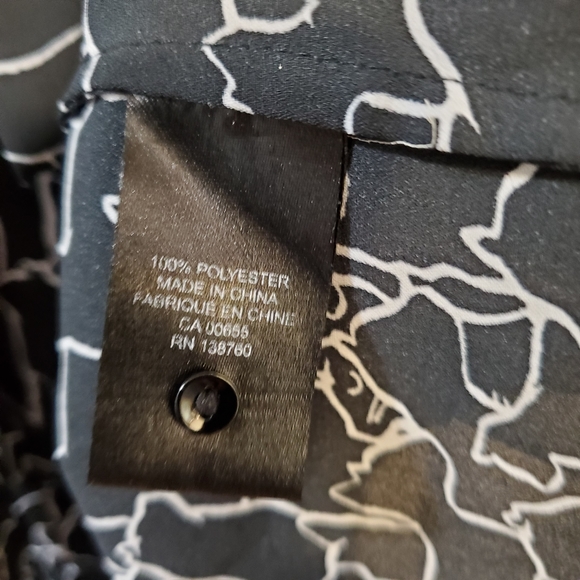 100% POLYESTER
MADE IN CHINA
FABRIQUE EN CHINE
CA 00655
RN 138760